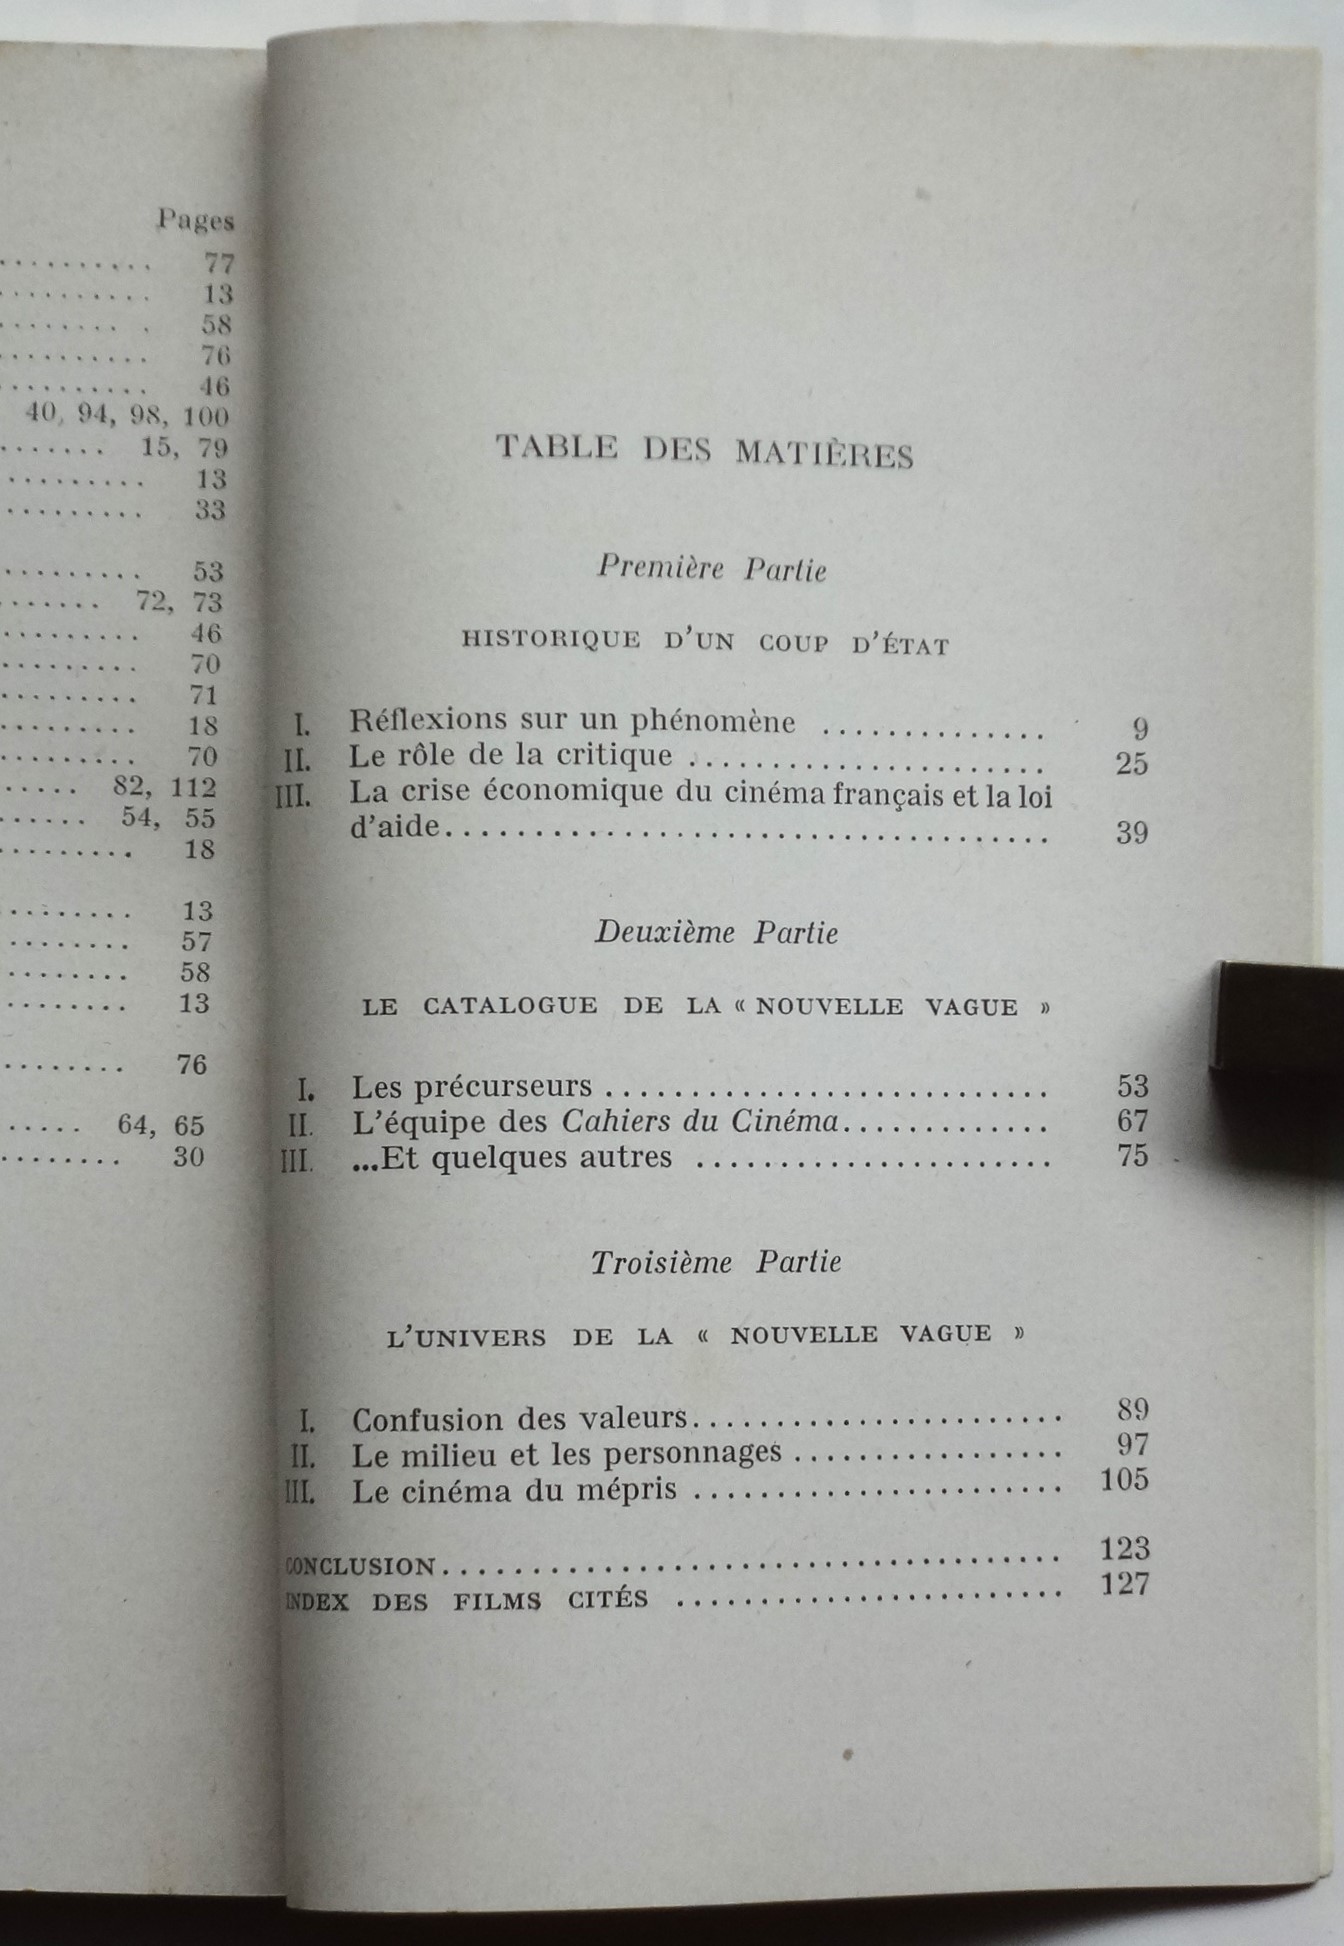 Pages
.......... 77
.......... 13
........ . 58
.......... 76
.......... 46
40, 94, 98, 100
....... 15, 79
......... 13
......... 33
......... 53
....... 72, 73
......... 46
......... 70
......... 71
......... 18
......... 70
..... 82, 112
...... 54, 55
......... 18
......... 13
......... 57
......... 58
......... 13
........ 76
..... 64, 65
........ 30
TABLE DES MATIÈRES
Première Partie
HISTORIQUE D'UN COUP D'ÉTAT
I. Réflexions sur un phénomène .............. 9
II. Le rôle de la critique ..................... 25
III. La crise économique du cinéma français et la loi
d'aide................................... 39
Deuxième Partie
LE CATALOGUE DE LA « NOUVELLE VAGUE »
I. Les précurseurs .......................... 53
II. L'équipe des Cahiers du Cinéma............. 67
III. ...Et quelques autres ...................... 75
Troisième Partie
L'UNIVERS DE LA « NOUVELLE VAGUE »
I. Confusion des valeurs....................... 89
II. Le milieu et les personnages ................. 97
III. Le cinéma du mépris ....................... 105
CONCLUSION..................................... 123
INDEX DES FILMS CITÉS ........................ 127